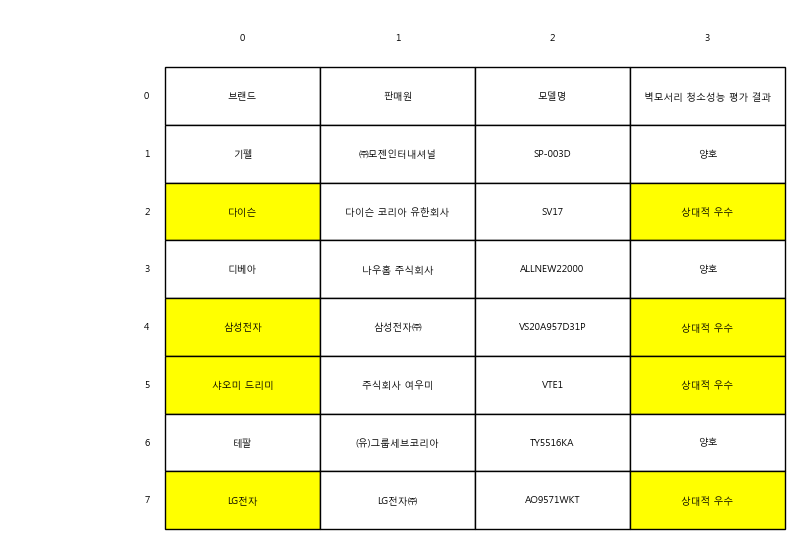 0 1 2 3
0 브랜드 판매원 모델명 벽모서리 청소성능 평가 결과
1 기펠 ㈜모젠인터내셔널 SP-003D 양호
2 다이슨 다이슨 코리아 유한회사 SV17 상대적 우수
3 디베아 나우홈 주식회사 ALLNEW22000 양호
4 삼성전자 삼성전자㈜ VS20A957D31P 상대적 우수
5 샤오미 드리미 주식회사 여우미 VTE1 상대적 우수
6 테팔 (유)그룹세브코리아 TY5516KA 양호
7 LG전자 LG전자㈜ AO9571WKT 상대적 우수